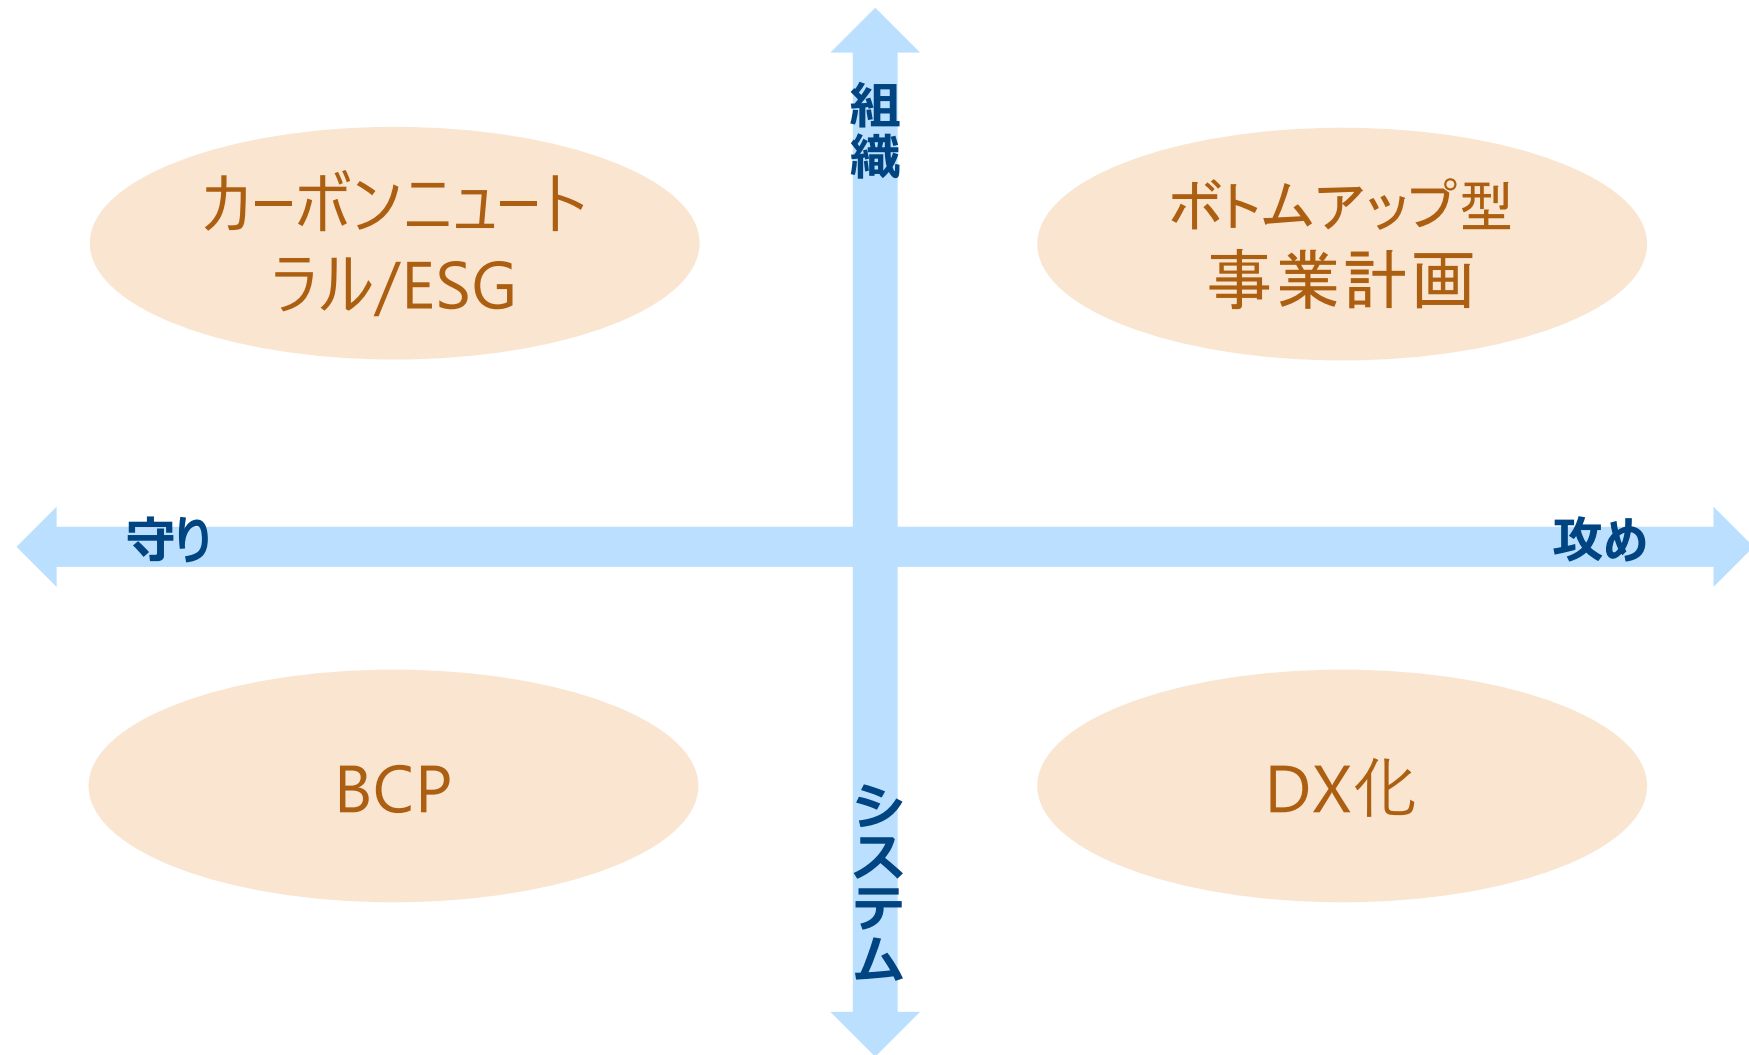 組織
カーボンニュート
ラル/ESG
ボトムアップ型
事業計画
守り
攻め
BCP
DX化
システム